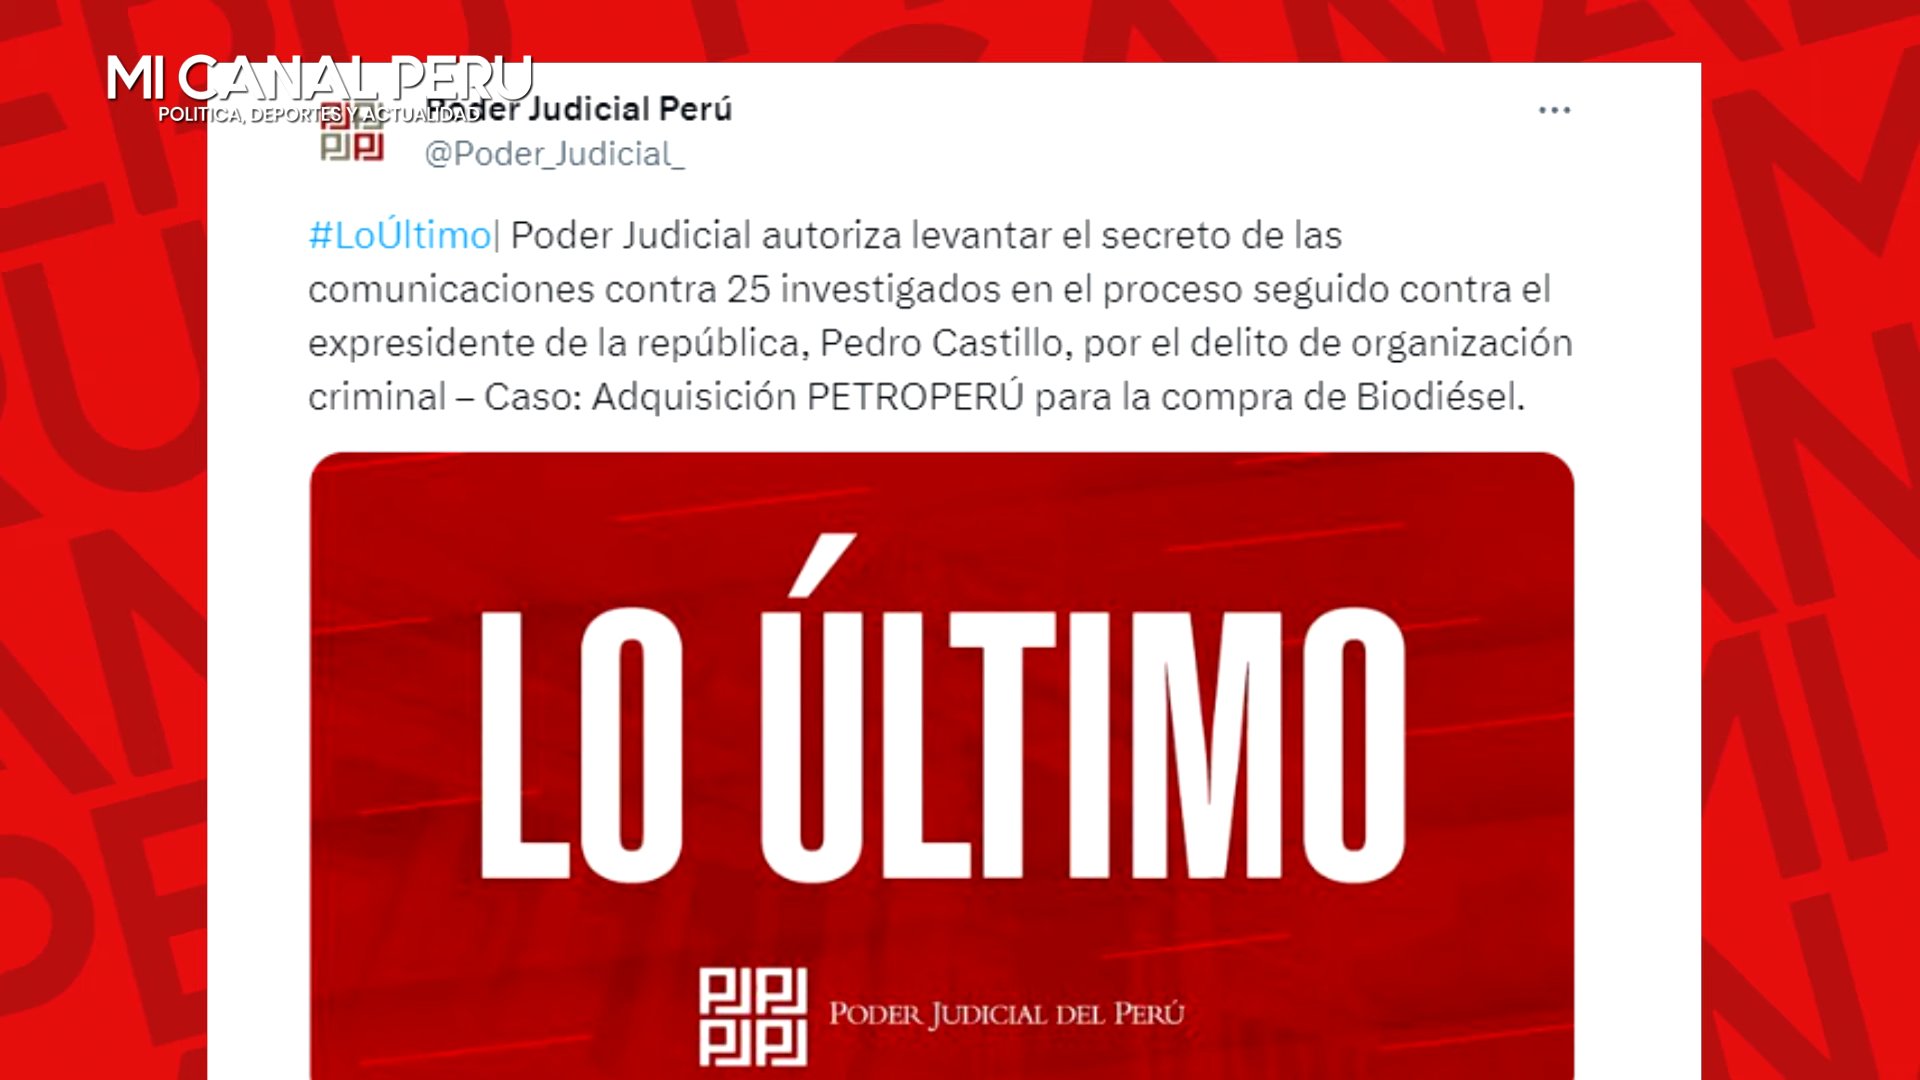 MI CANAL PERU
POLITICA, DEPORTES Y ACTUALIDAD
Poder Judicial Perú
@Poder_Judicial_
#LoÚltimo| Poder Judicial autoriza levantar el secreto de las
comunicaciones contra 25 investigados en el proceso seguido contra el
expresidente de la república, Pedro Castillo, por el delito de organización
criminal – Caso: Adquisición PETROPERÚ para la compra de Biodiésel.
LO ÚLTIMO
PODER JUDICIAL DEL PERÚ